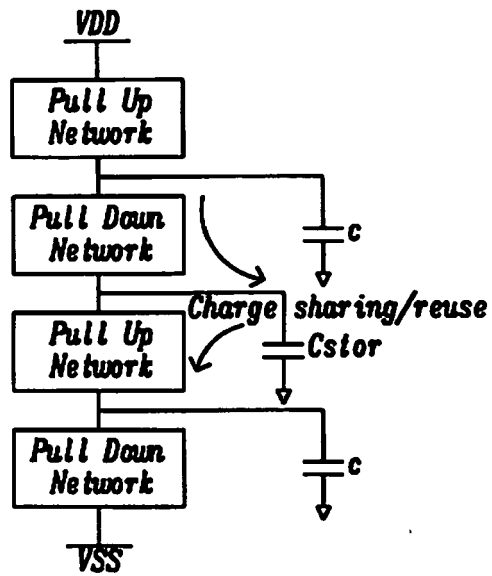 VDD
Pull Up
Network
Pull Down
Network
c
Charge sharing/reuse
Pull Up
Network
Cstor
Pull Down
Network
c
VSS